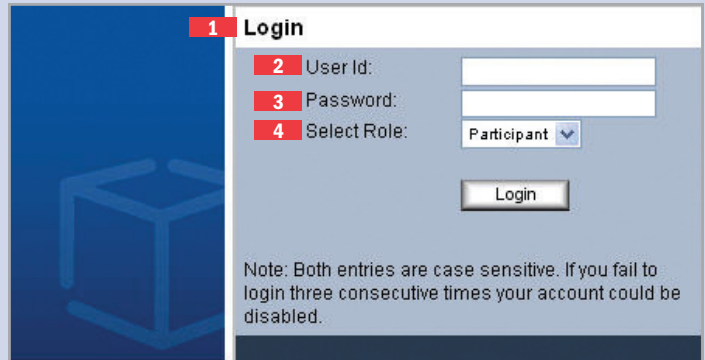 1 Login
2 User Id:
3 Password:
4 Select Role: Participant
Login
Note: Both entries are case sensitive. If you fail to
login three consecutive times your account could be
disabled.